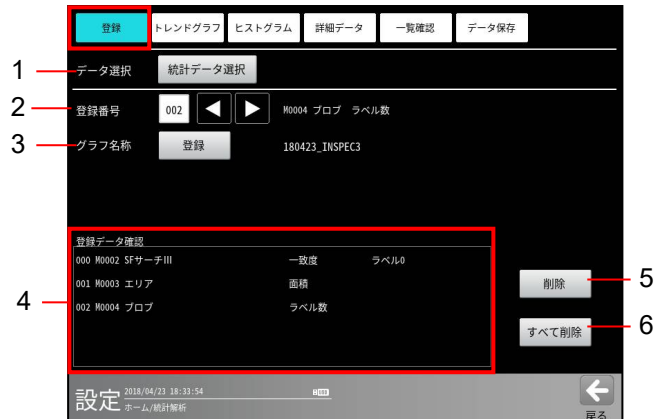 登録 トレンドグラフ ヒストグラム 詳細データ 一覧確認 データ保存
1 データ選択 統計データ選択
2 登録番号 002 M0004 ブロブ ラベル数
3 グラフ名称 登録 180423_INSPEC3
登録データ確認
000 M0002 SFサーチIII 一致度 ラベル0
001 M0003 エリア 面積
削除 5
4 002 M0004 ブロブ ラベル数
すべて削除 6
設定 2018/04/23 18:33:54
ホーム/統計解析
戻る